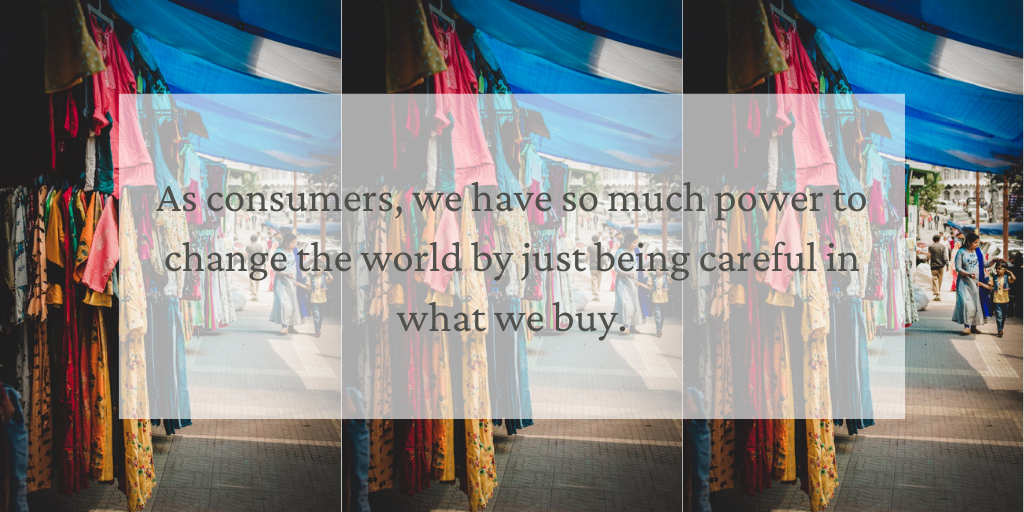 As consumers, we have so much power to
change the world by just being careful in
what we buy.